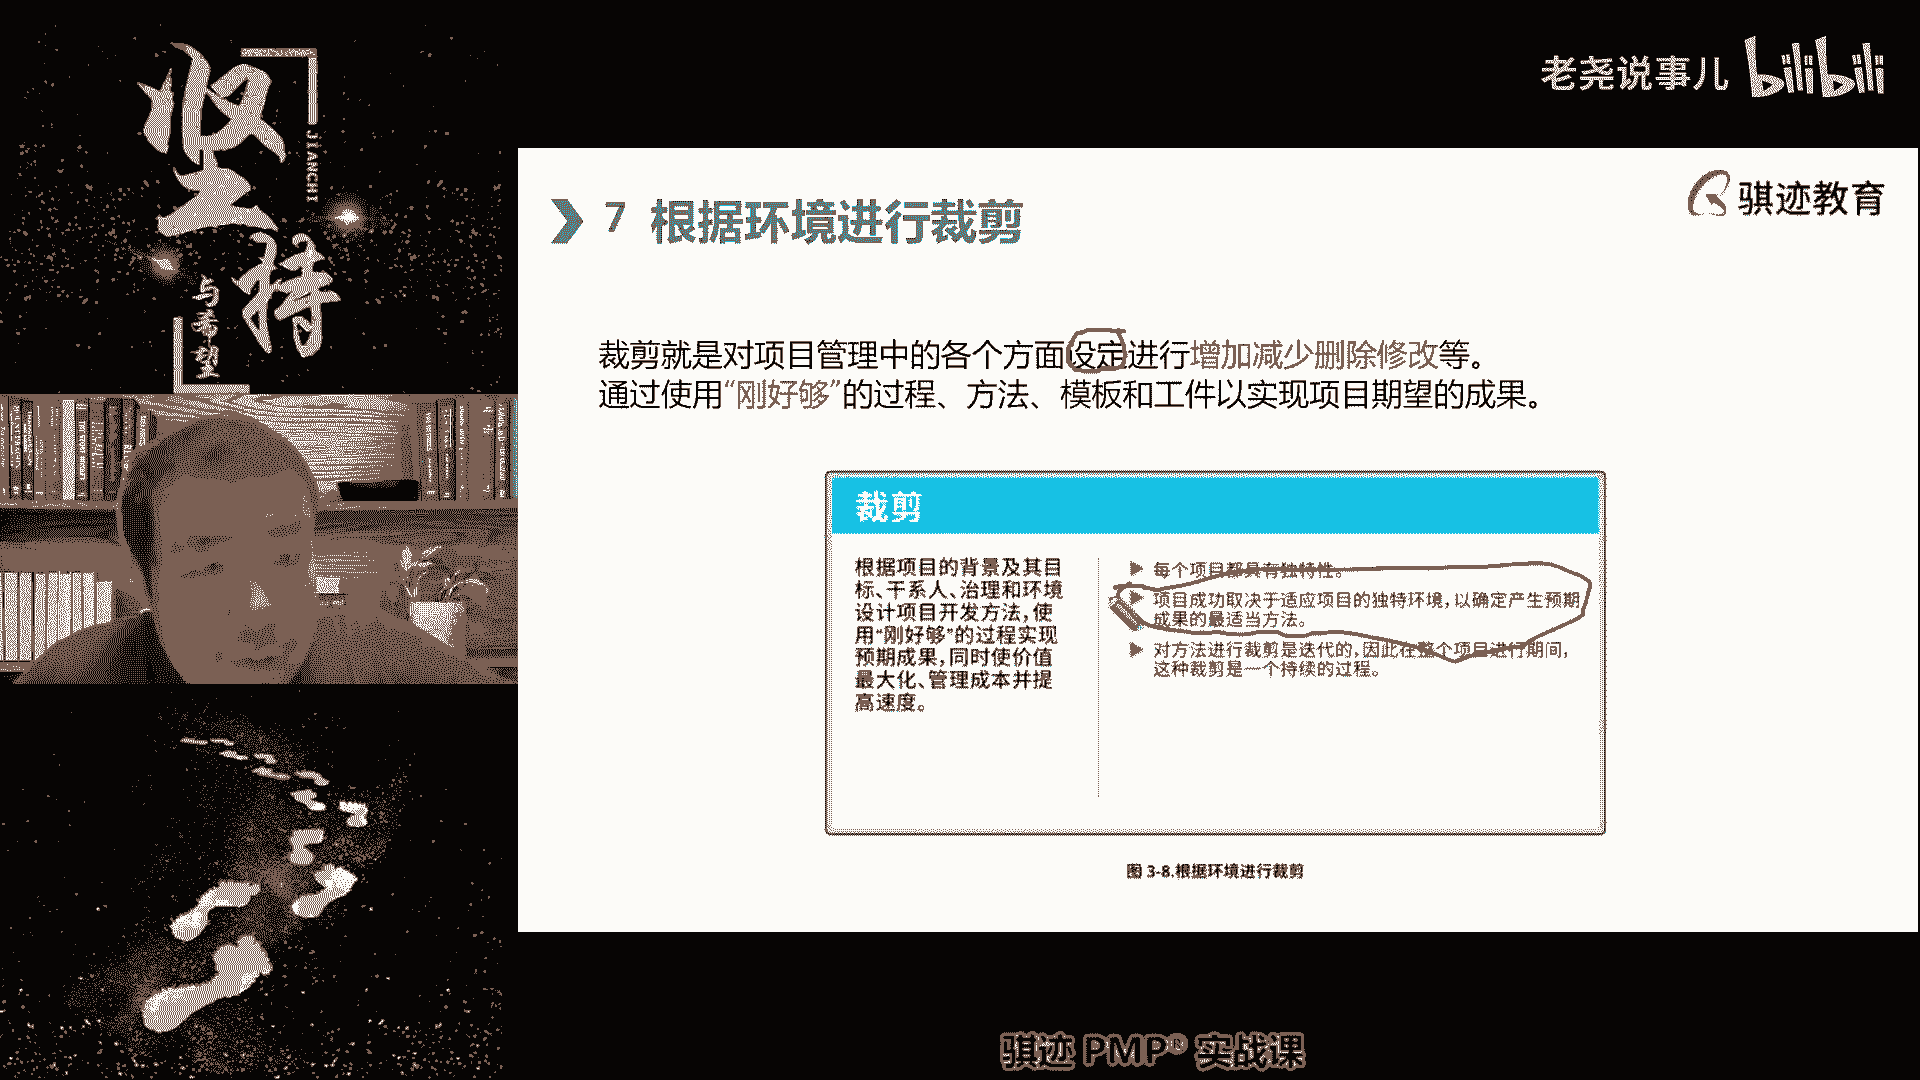 坚持
JIANCHI
与希望
老尧说事儿 bilibili
骐迹教育
7 根据环境进行裁剪
裁剪就是对项目管理中的各个方面设定进行增加减少删除修改等。
通过使用“刚好够”的过程、方法、模板和工件以实现项目期望的成果。
裁剪
根据项目的背景及其目
标、干系人、治理和环境
设计项目开发方法,使
用“刚好够”的过程实现
预期成果,同时使价值
最大化、管理成本并提
高速度。
每个项目都具有独特性。
项目成功取决于适应项目的独特环境,以确定产生预期
成果的最适当方法。
对方法进行裁剪是迭代的,因此在整个项目进行期间,
这种裁剪是一个持续的过程。
图 3-8.根据环境进行裁剪
骐迹 PMP® 实战课